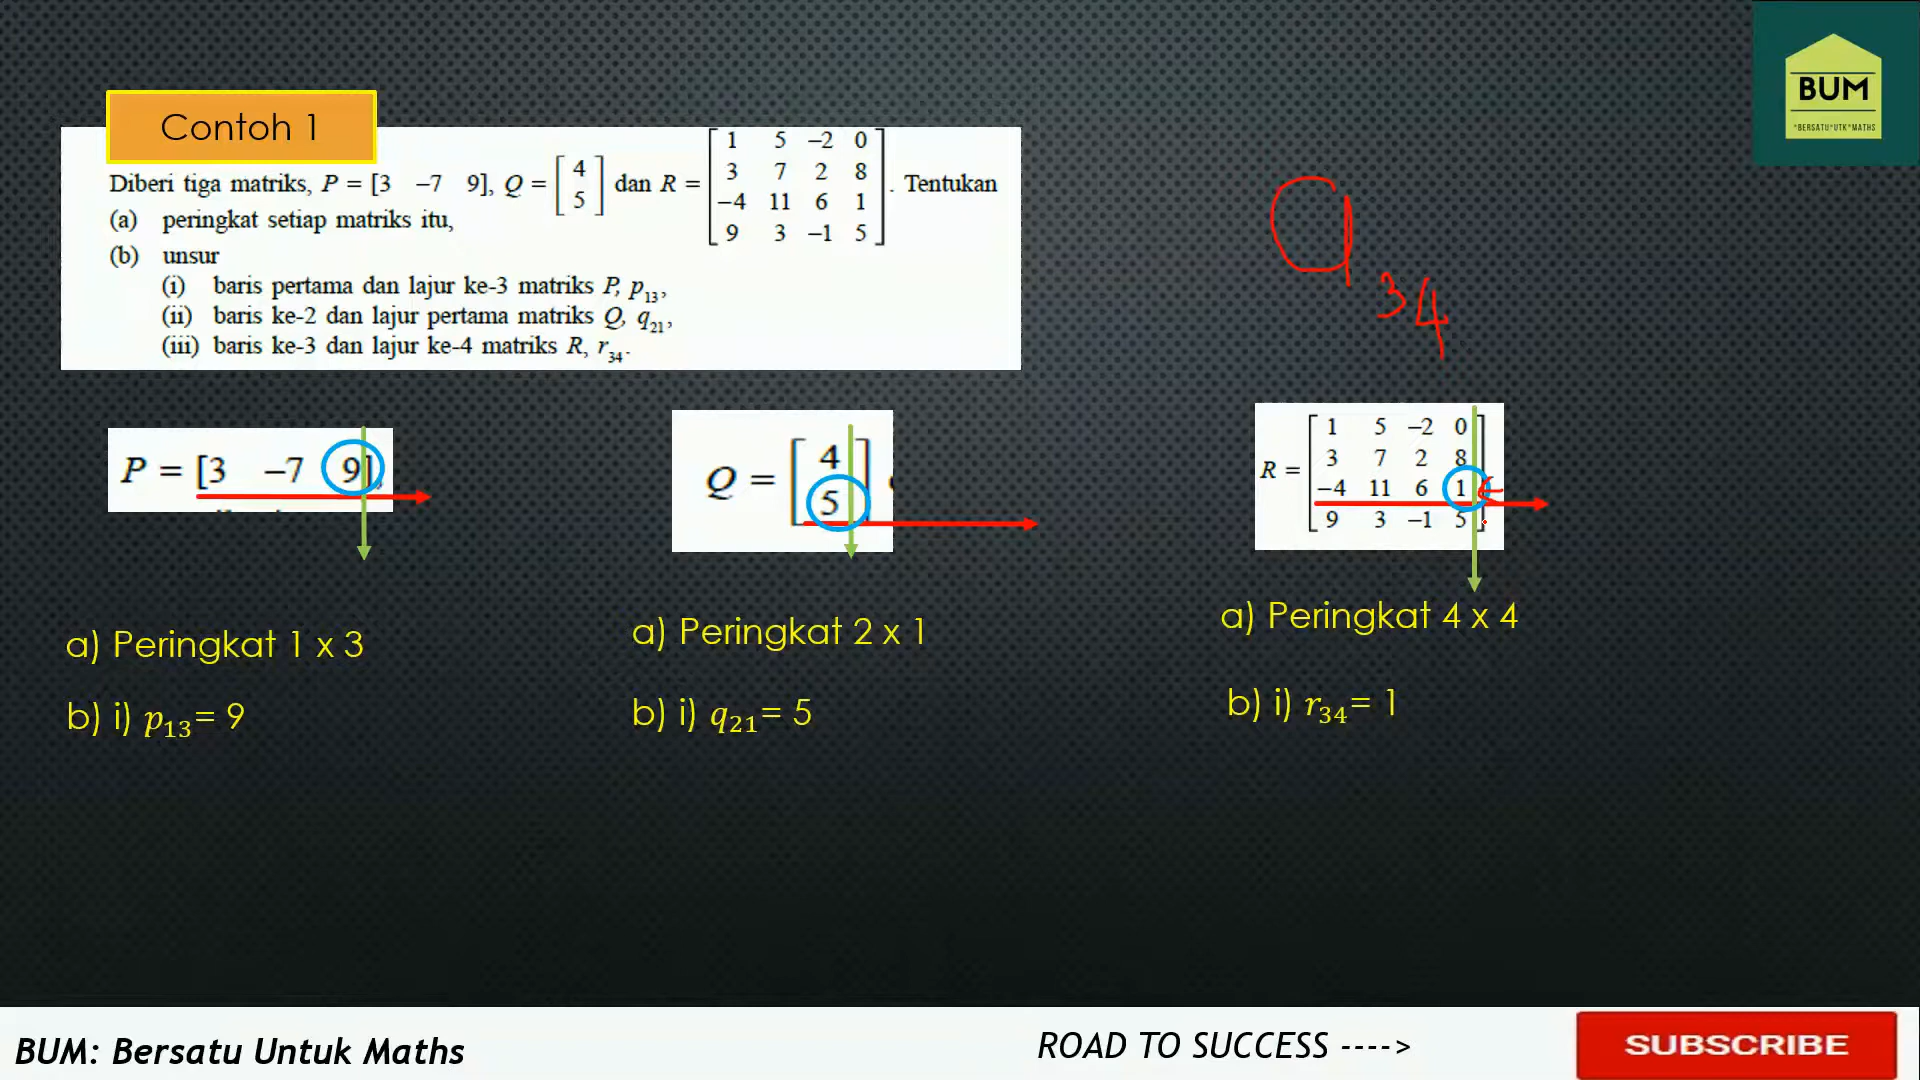 BUM
"BERSATU"UTK"MATHS
Contoh 1
Diberi tiga matriks, P = [3 −7 9], Q = [4 5] dan R = [1 5 −2 0 3 7 2 8 −4 11 6 1 9 3 −1 5]. Tentukan
(a) peringkat setiap matriks itu,
(b) unsur
(i) baris pertama dan lajur ke-3 matriks P, p₁₃,
(ii) baris ke-2 dan lajur pertama matriks Q, q₂₁,
(iii) baris ke-3 dan lajur ke-4 matriks R, r₃₄.
a 34
P = [3 −7 9],
Q = [4
5]
R = [1 5 −2 0
3 7 2 8
−4 11 6 1
9 3 −1 5]
a) Peringkat 1 x 3
b) i) p₁₃= 9
a) Peringkat 2 x 1
b) i) q₂₁= 5
a) Peringkat 4 x 4
b) i) r₃₄= 1
BUM: Bersatu Untuk Maths
ROAD TO SUCCESS ---->
SUBSCRIBE